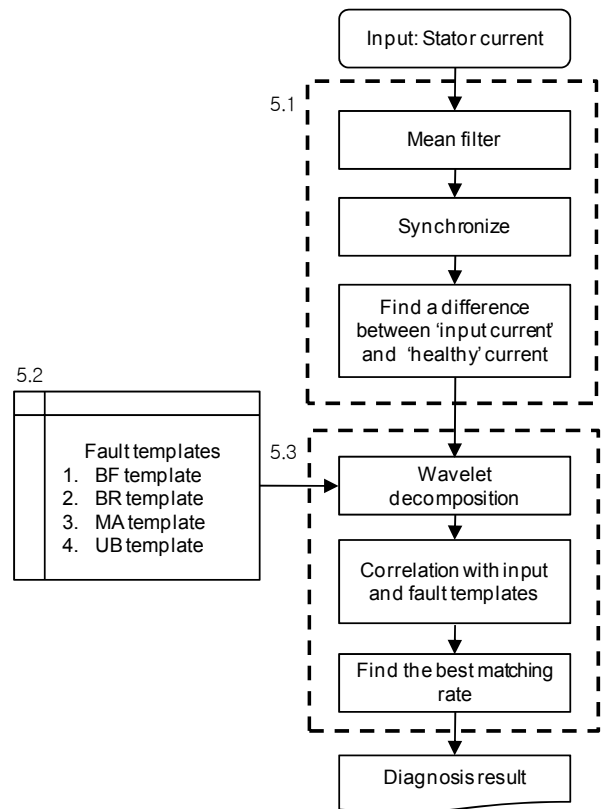 Input: Stator current
5.1
Mean filter
Synchronize
Find a difference
between ‘input current’
and ‘healthy’ current
5.2
Fault templates
1. BF template
2. BR template
3. MA template
4. UB template
5.3
Wavelet
decomposition
Correlation with input
and fault templates
Find the best matching
rate
Diagnosis result